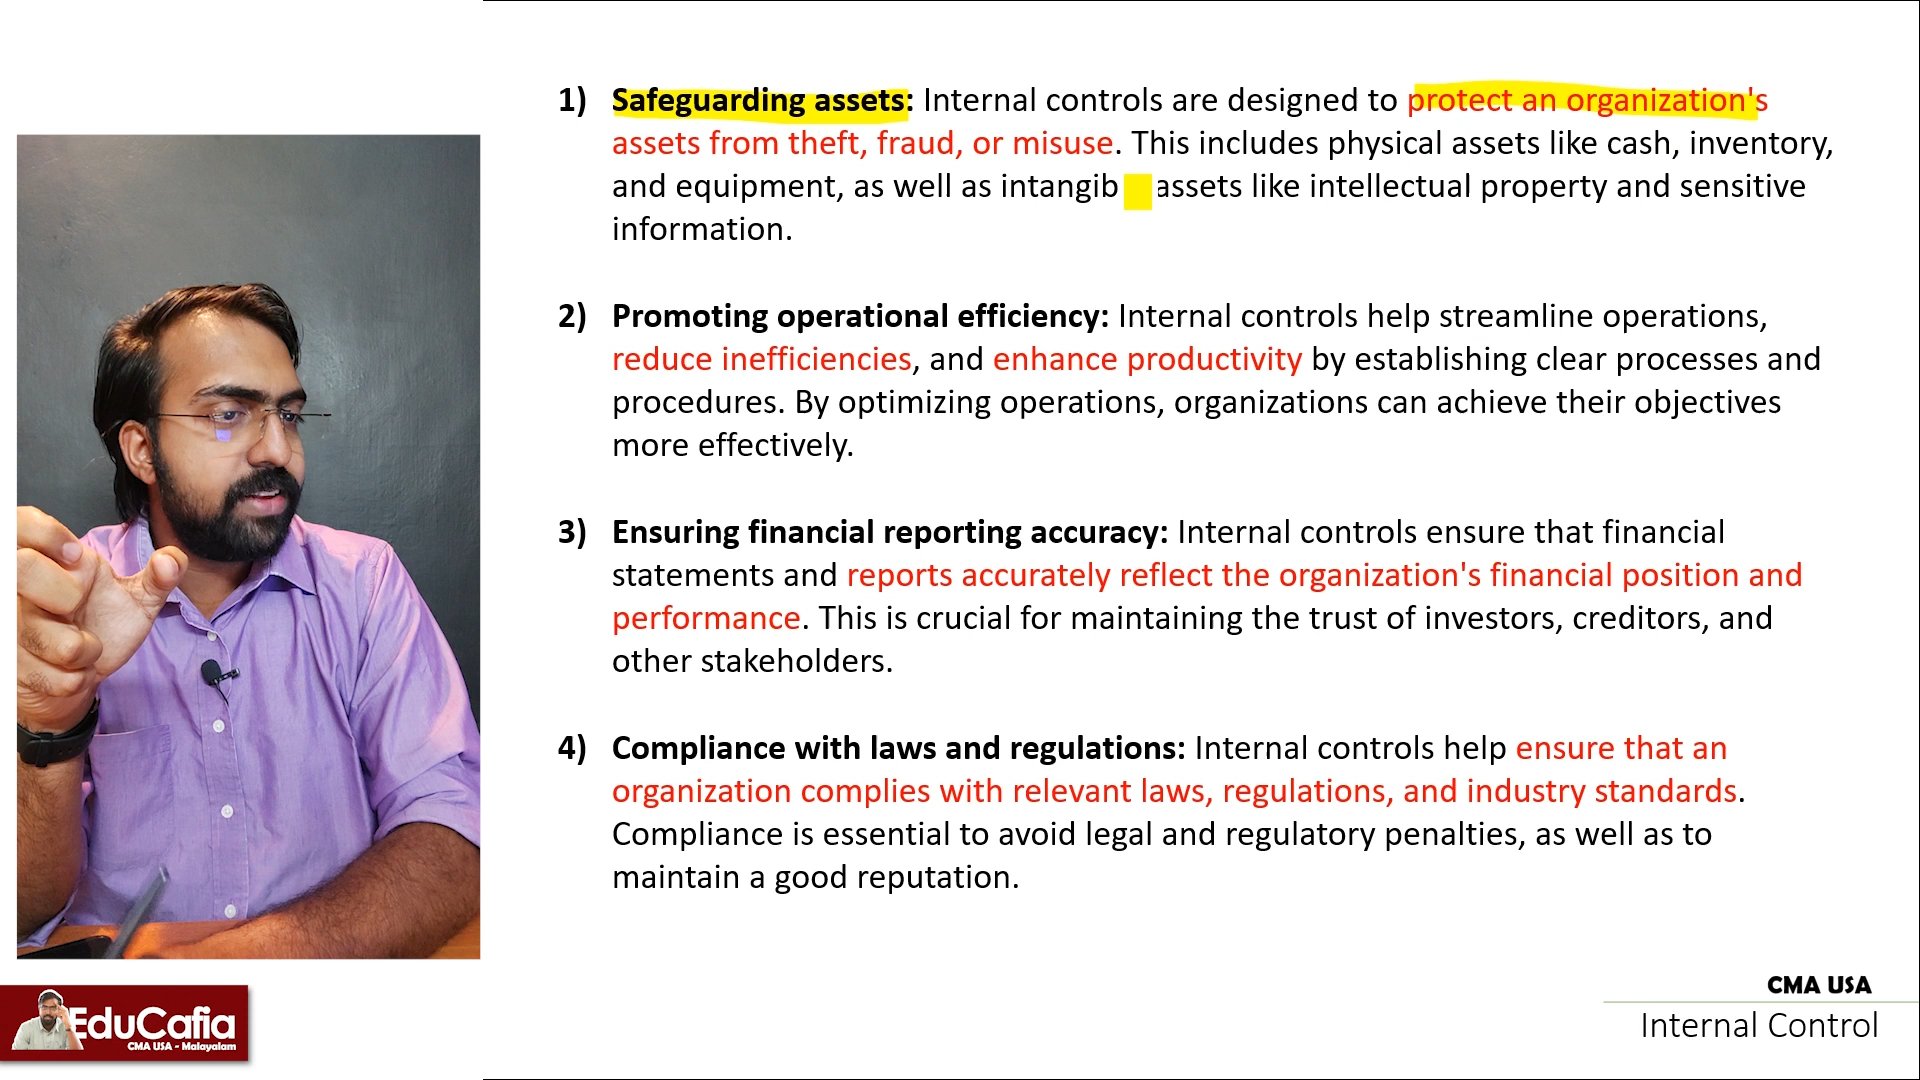 1) Safeguarding assets: Internal controls are designed to protect an organization's
assets from theft, fraud, or misuse. This includes physical assets like cash, inventory,
and equipment, as well as intangib assets like intellectual property and sensitive
information.
2) Promoting operational efficiency: Internal controls help streamline operations,
reduce inefficiencies, and enhance productivity by establishing clear processes and
procedures. By optimizing operations, organizations can achieve their objectives
more effectively.
3) Ensuring financial reporting accuracy: Internal controls ensure that financial
statements and reports accurately reflect the organization's financial position and
performance. This is crucial for maintaining the trust of investors, creditors, and
other stakeholders.
4) Compliance with laws and regulations: Internal controls help ensure that an
organization complies with relevant laws, regulations, and industry standards.
Compliance is essential to avoid legal and regulatory penalties, as well as to
maintain a good reputation.
EduCafia
CMA USA - Malayalam
CMA USA
Internal Control